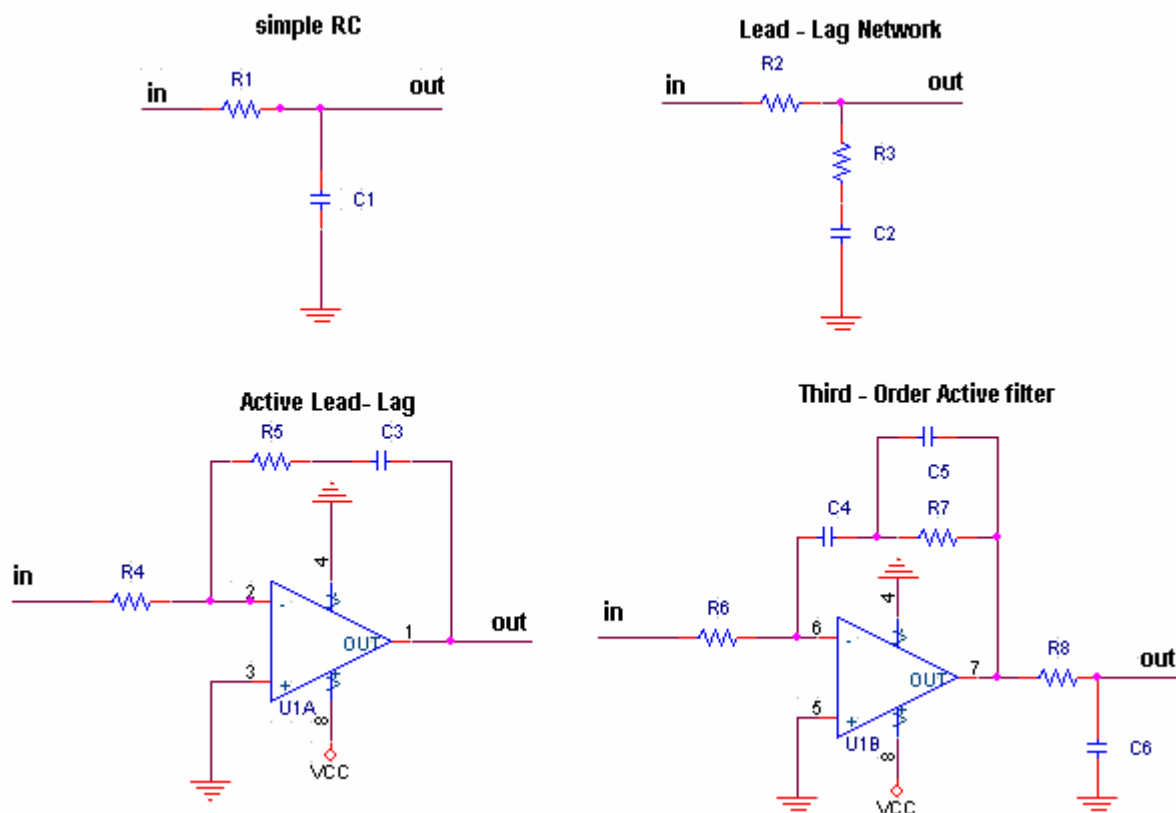 simple RC
R1
in
out
C1
Lead - Lag Network
R2
in
out
R3
C2
Active Lead- Lag
R5
C3
4
in
R4
2
-
OUT
1
out
3
+
U1A
8
VCC
Third - Order Active filter
C5
C4
R7
4
in
R6
6
-
OUT
7
R8
out
5
+
U1B
8
VCC
C6